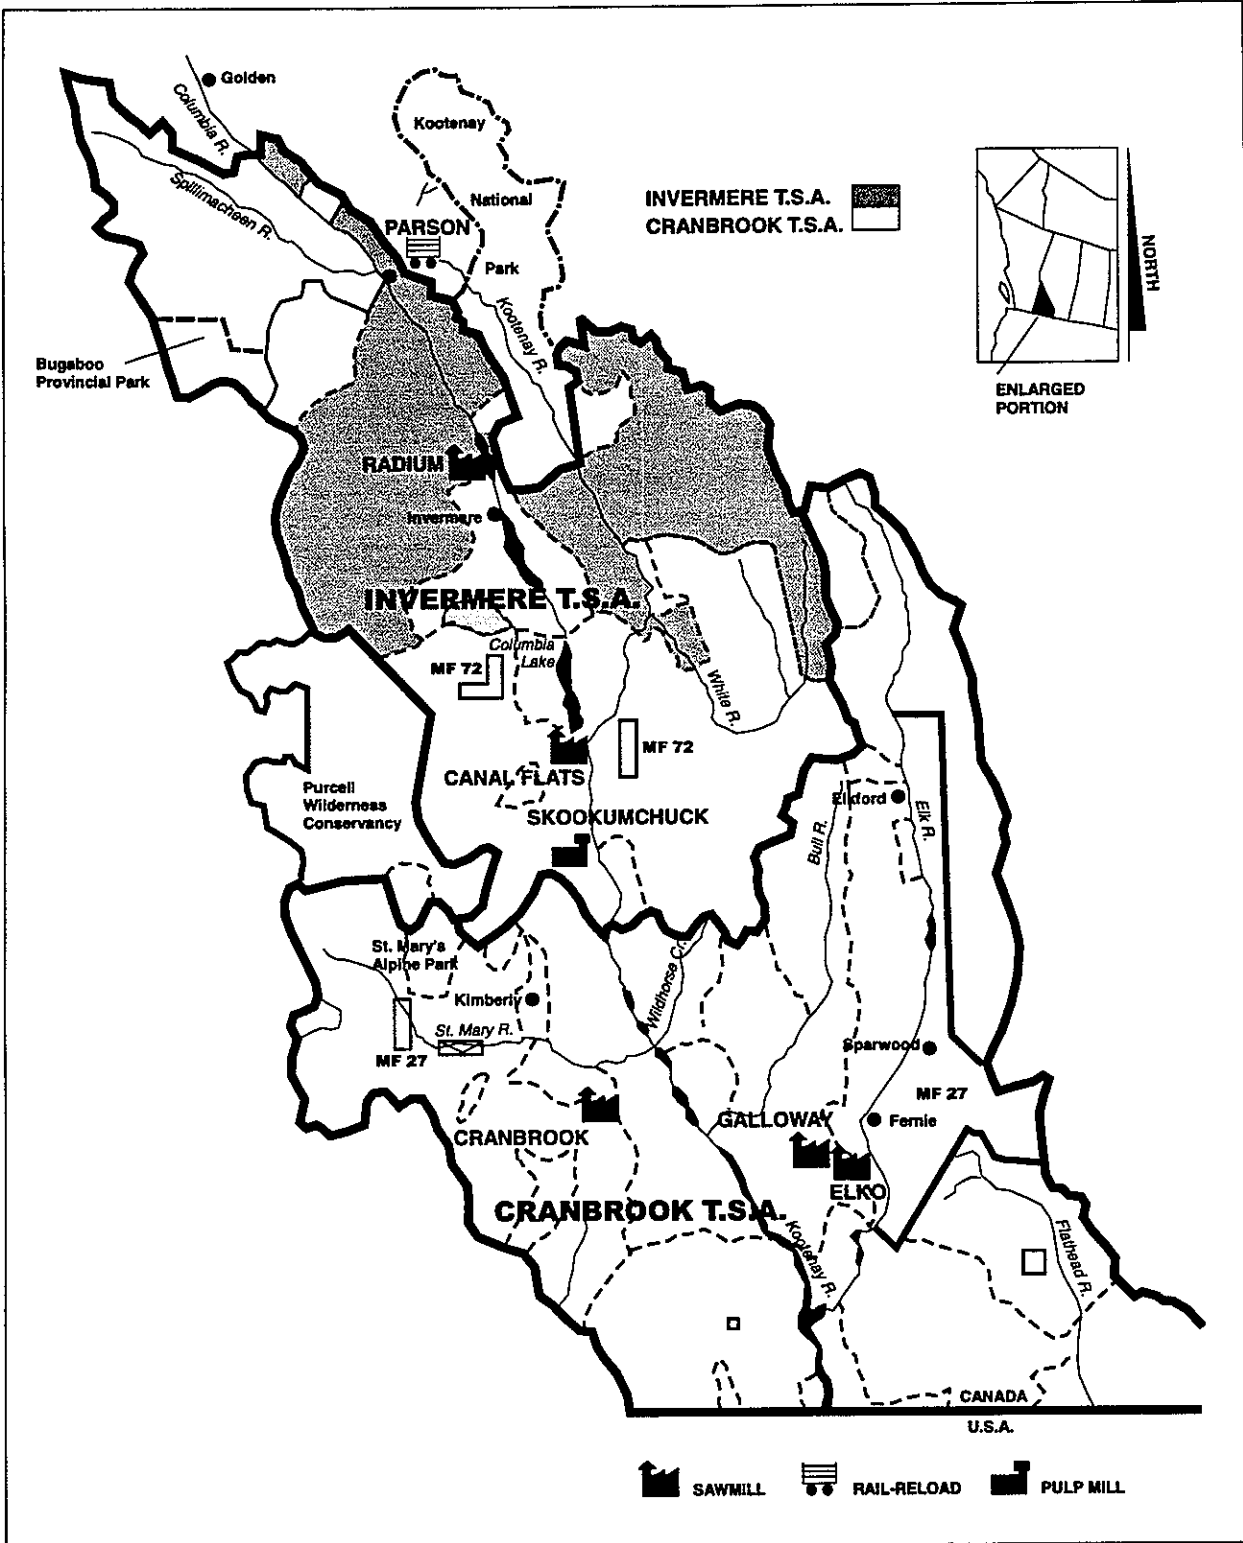 Golden
Columbia R.
Kootenay
Spillimacheen R.
National
INVERMERE T.S.A.
CRANBROOK T.S.A.
PARSON
NORTH
Park
Kootenay R.
Bugaboo
Provincial Park
ENLARGED
PORTION
RADIUM
Invermere
INVERMERE T.S.A.
Columbia
Lake
MF 72
White R.
MF 72
CANAL FLATS
Purcell
Wilderness
Conservancy
Elkford
Elk R.
SKOOKUMCHUCK
Bull R.
St. Mary's
Alpine Park
Wildhorse Cr.
Kimberly
St. Mary R.
MF 27
Sparwood
MF 27
GALLOWAY
Fernie
CRANBROOK
ELKO
CRANBROOK T.S.A.
Kootenay R.
Flathead R.
CANADA
U.S.A.
SAWMILL
RAIL-RELOAD
PULP MILL